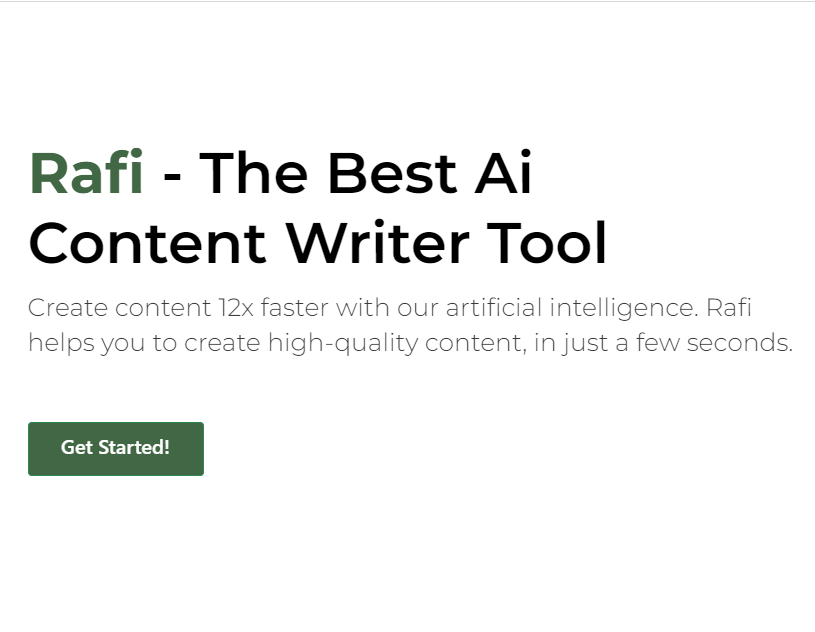 Rafi - The Best Ai
Content Writer Tool
Create content 12x faster with our artificial intelligence. Rafi
helps you to create high-quality content, in just a few seconds.
Get Started!